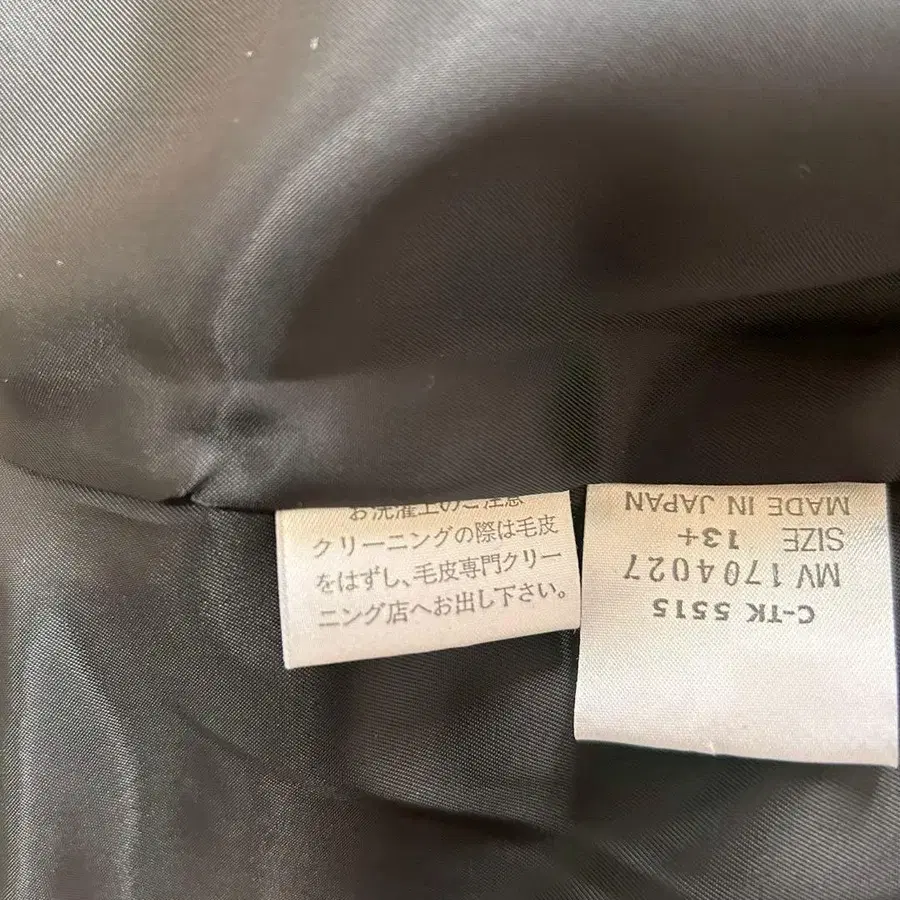 お洗濯上のご注意
クリーニングの際は毛皮
をはずし、毛皮専門クリー
ニング店へお出し下さい。
C-TK 5515
MV 1704027
SIZE 13+
MADE IN JAPAN